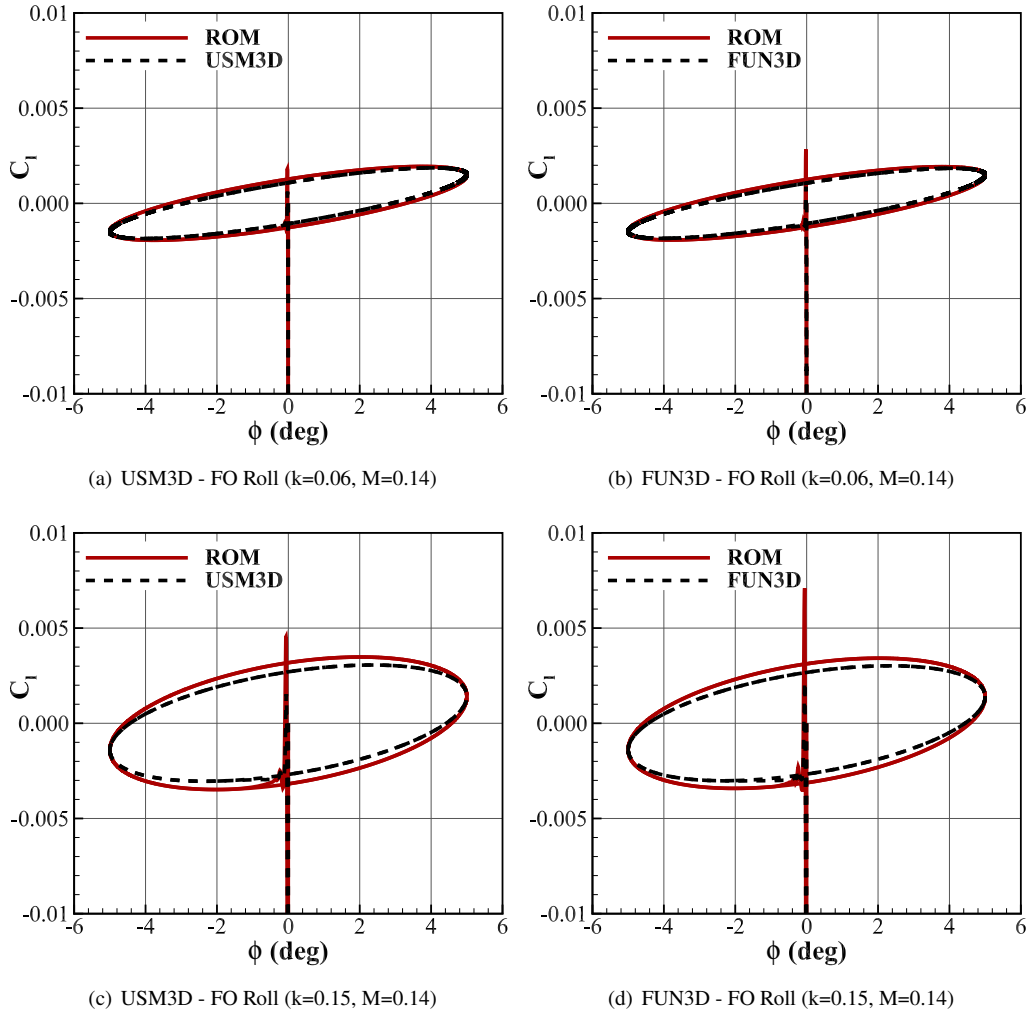 0.01
ROM
USM3D
0.005
C_l
0.000
-0.005
-0.01
-6 -4 -2 0 2 4 6
ϕ (deg)
(a) USM3D - FO Roll (k=0.06, M=0.14)
0.01
ROM
FUN3D
0.005
C_l
0.000
-0.005
-0.01
-6 -4 -2 0 2 4 6
ϕ (deg)
(b) FUN3D - FO Roll (k=0.06, M=0.14)
0.01
ROM
USM3D
0.005
C_l
0.000
-0.005
-0.01
-6 -4 -2 0 2 4 6
ϕ (deg)
(c) USM3D - FO Roll (k=0.15, M=0.14)
0.01
ROM
FUN3D
0.005
C_l
0.000
-0.005
-0.01
-6 -4 -2 0 2 4 6
ϕ (deg)
(d) FUN3D - FO Roll (k=0.15, M=0.14)